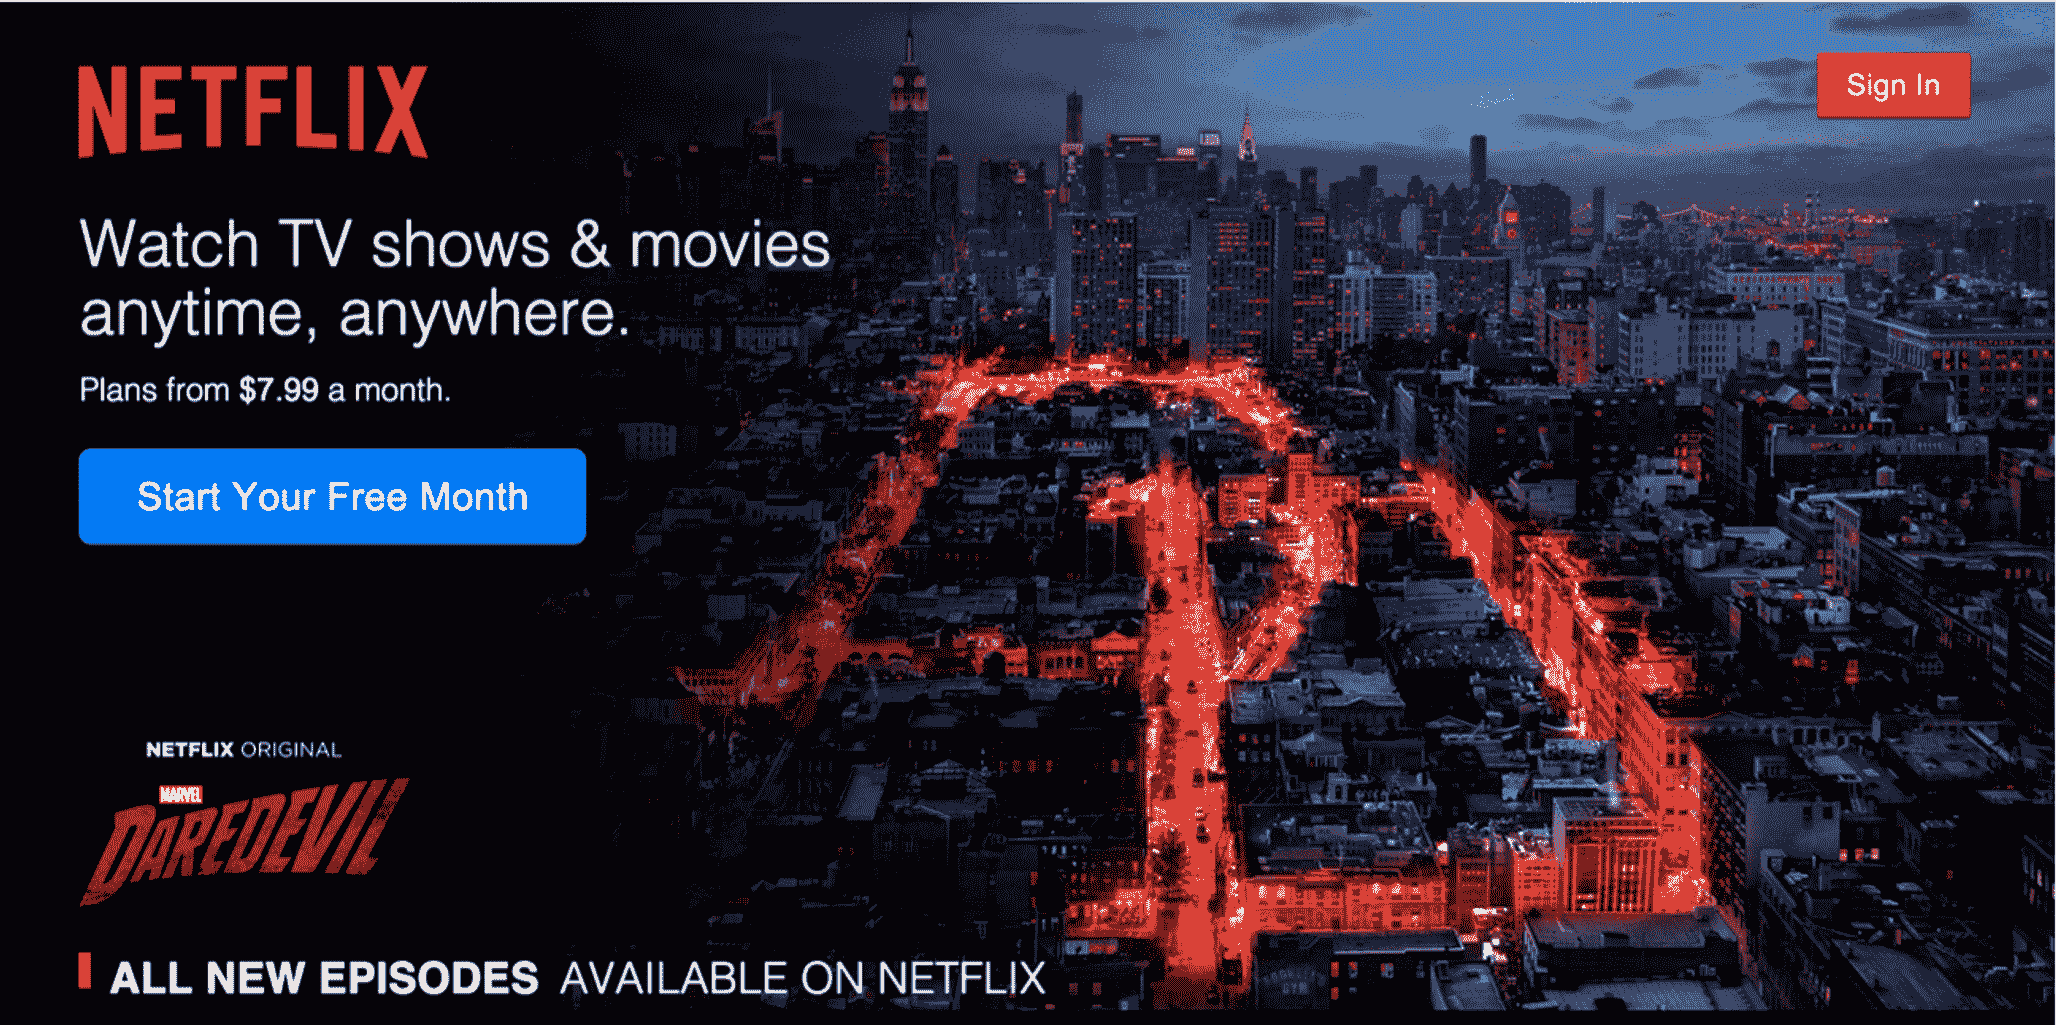 NETFLIX
Sign In
Watch TV shows & movies
anytime, anywhere.
Plans from $7.99 a month.
Start Your Free Month
NETFLIX ORIGINAL
MARVEL
DAREDEVIL
ALL NEW EPISODES AVAILABLE ON NETFLIX